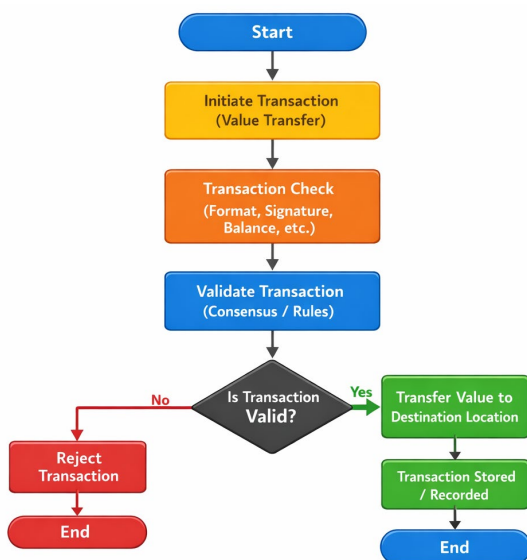 Start
Initiate Transaction
(Value Transfer)
Transaction Check
(Format, Signature,
Balance, etc.)
Validate Transaction
(Consensus / Rules)
Is Transaction
Valid?
No
Yes
Reject
Transaction
End
Transfer Value to
Destination Location
Transaction Stored
/ Recorded
End